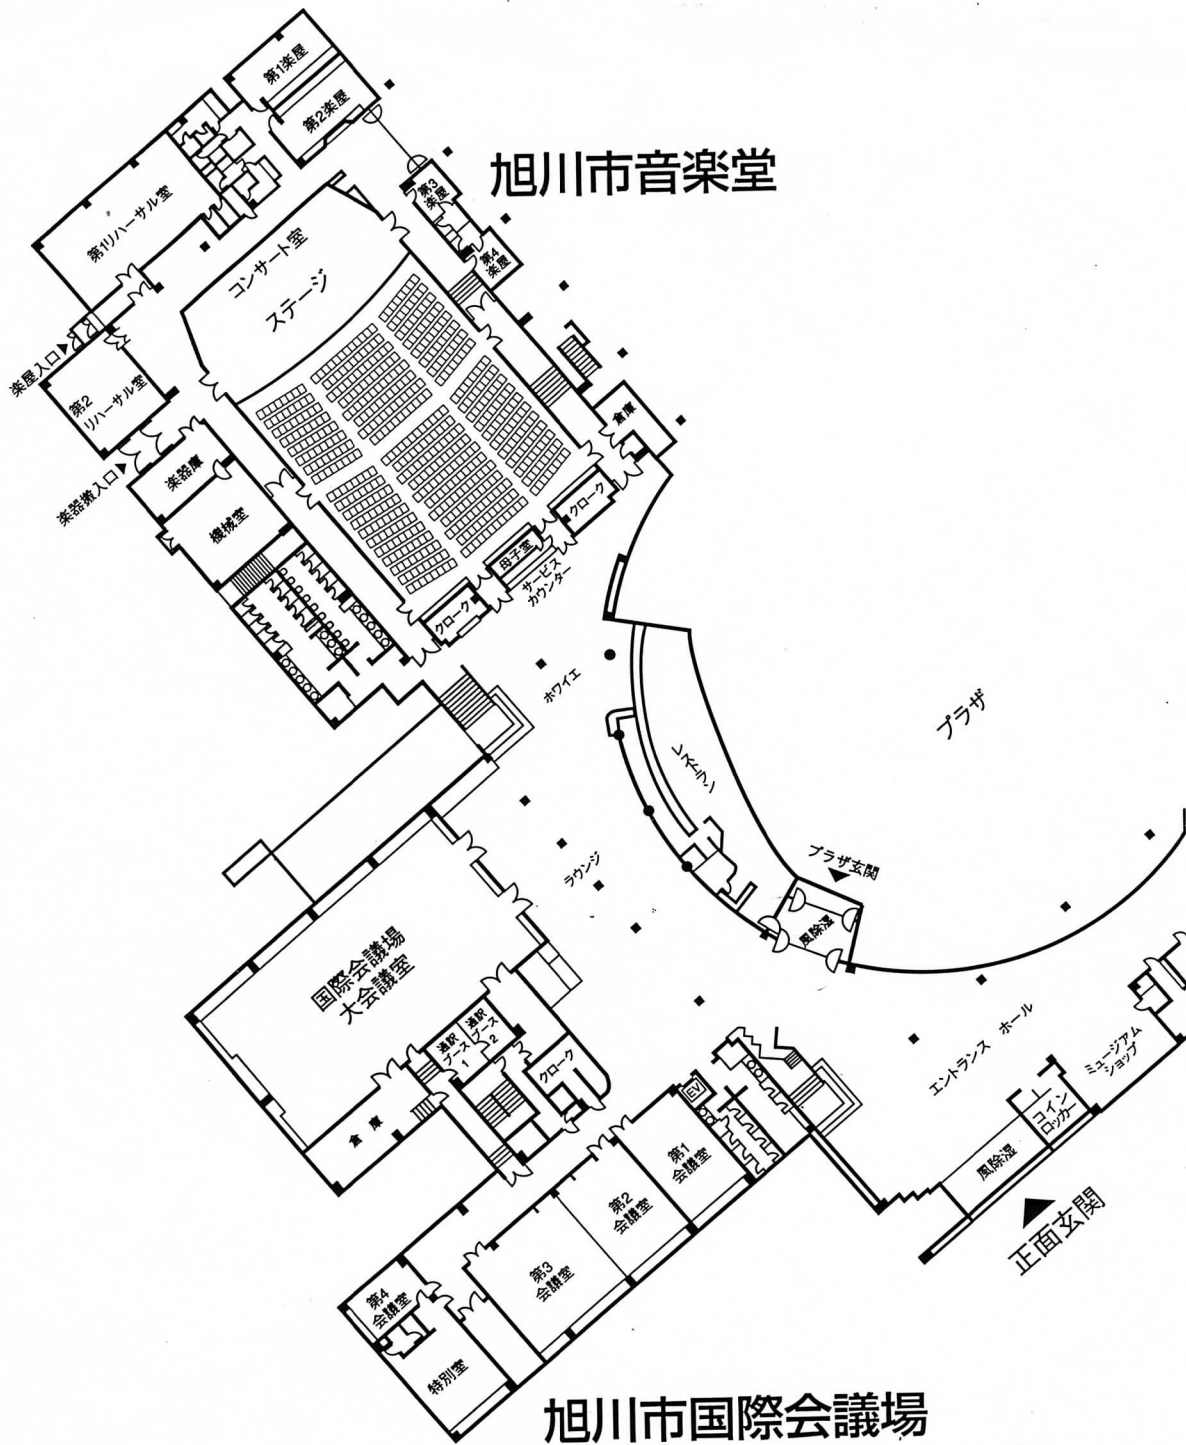 第1楽屋
第2楽屋
旭川市音楽堂
第3
楽屋
第1リハーサル室
第4
楽屋
コンサート室
ステージ
楽屋入口
第2
リハーサル室
倉庫
楽器搬入口
楽器庫
機械室
クローク
母子室
サービス
カウンター
クローク
ホワイエ
プラザ
レストラン
プラザ玄関
ラウンジ
風除湿
国際会議場
大会議室
通訳
ブース
1
通訳
ブース
2
クローク
エントランス ホール
ミュージアム
ショップ
コイン
ロッカー
倉庫
EV
第1
会議室
風除湿
第2
会議室
正面玄関
第3
会議室
第4
会議室
特別室
旭川市国際会議場